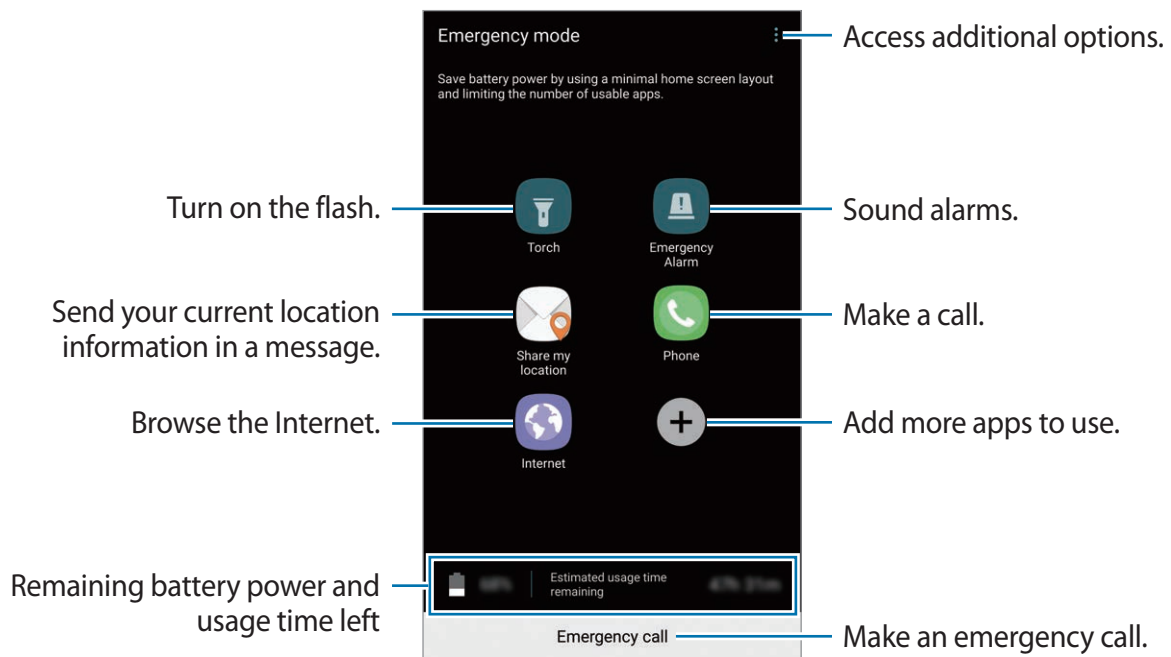 Emergency mode
Access additional options.
Save battery power by using a minimal home screen layout
and limiting the number of usable apps.
Turn on the flash.
Torch
Emergency
Alarm
Sound alarms.
Send your current location
information in a message.
Share my
location
Phone
Make a call.
Browse the Internet.
Internet
Add more apps to use.
Remaining battery power and
usage time left
Estimated usage time
remaining
Emergency call
Make an emergency call.